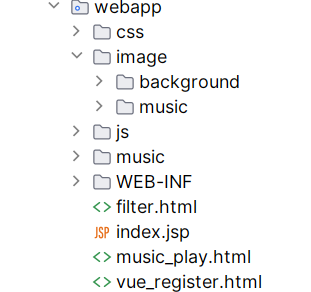 webapp
css
image
background
music
js
music
WEB-INF
filter.html
JSP index.jsp
music_play.html
vue_register.html